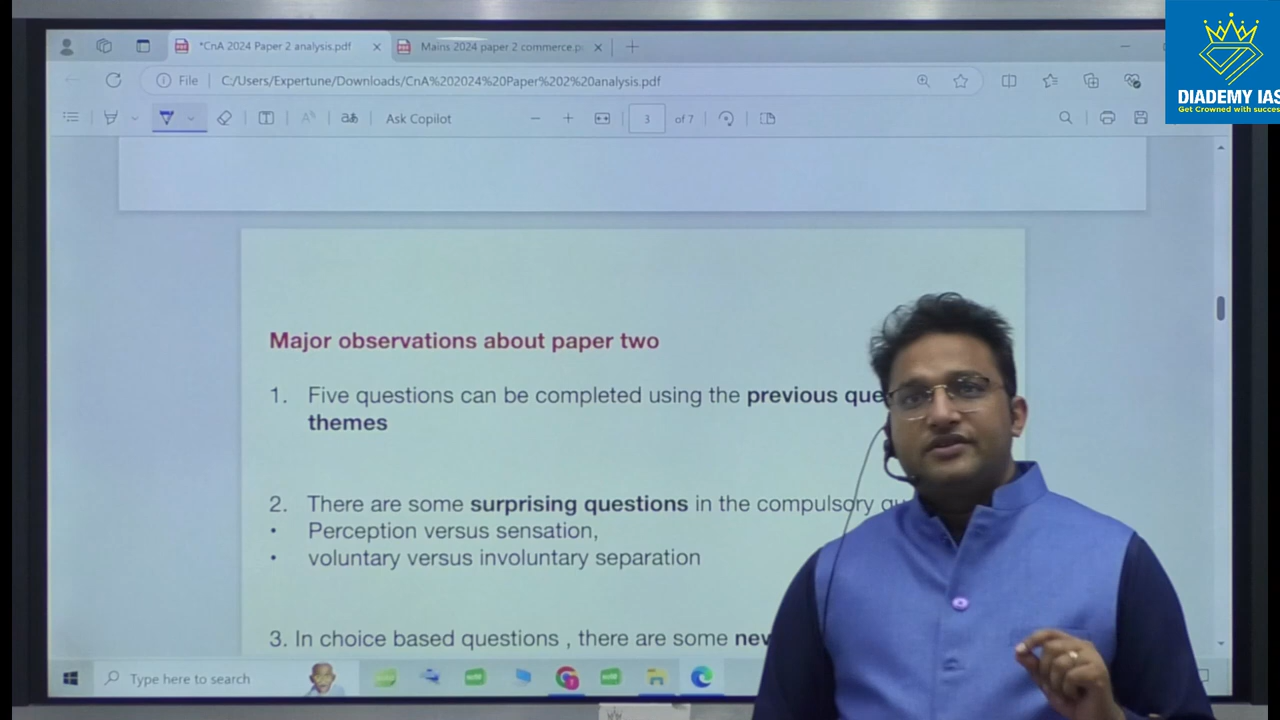 *CnA 2024 Paper 2 analysis.pdf
Mains 2024 paper 2 commerce.p
File
C:/Users/Expertune/Downloads/CnA%202024%20Paper%202%20analysis.pdf
DIADEMY IAS
Get Crowned with succes
Ask Copilot
3 of 7
Major observations about paper two
1. Five questions can be completed using the previous que
themes
2. There are some surprising questions in the compulsory qu
• Perception versus sensation,
• voluntary versus involuntary separation
3. In choice based questions , there are some new
Type here to search